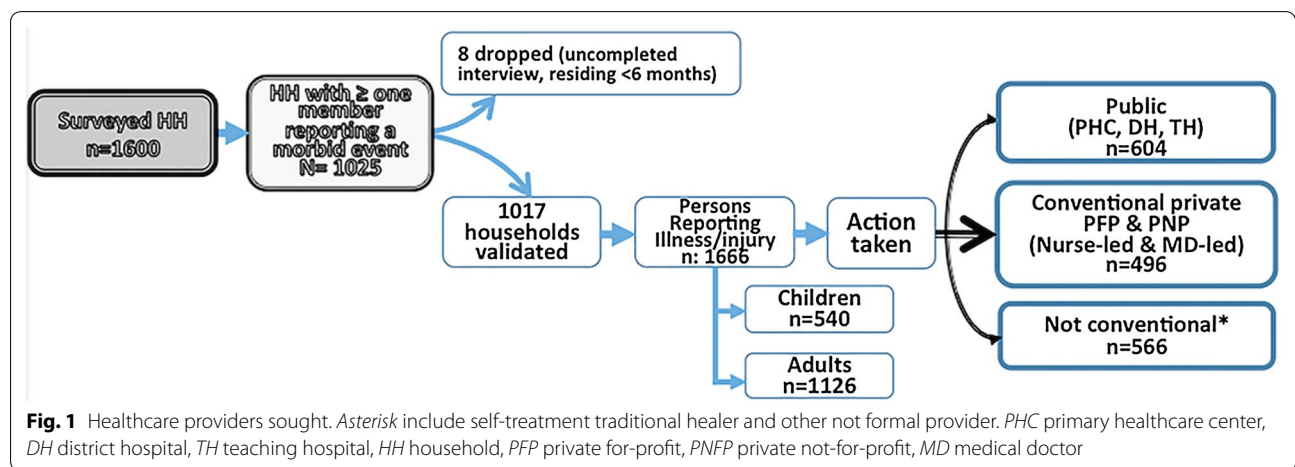 Surveyed HH
n=1600
HH with ≥ one
member
reporting a
morbid event
N= 1025
8 dropped (uncompleted
interview, residing <6 months)
1017
households
validated
Persons
Reporting
Illness/injury
n: 1666
Children
n=540
Adults
n=1126
Action
taken
Public
(PHC, DH, TH)
n=604
Conventional private
PFP & PNP
(Nurse-led & MD-led)
n=496
Not conventional*
n=566
Fig. 1 Healthcare providers sought. Asterisk include self-treatment traditional healer and other not formal provider. PHC primary healthcare center,
DH district hospital, TH teaching hospital, HH household, PFP private for-profit, PNFP private not-for-profit, MD medical doctor